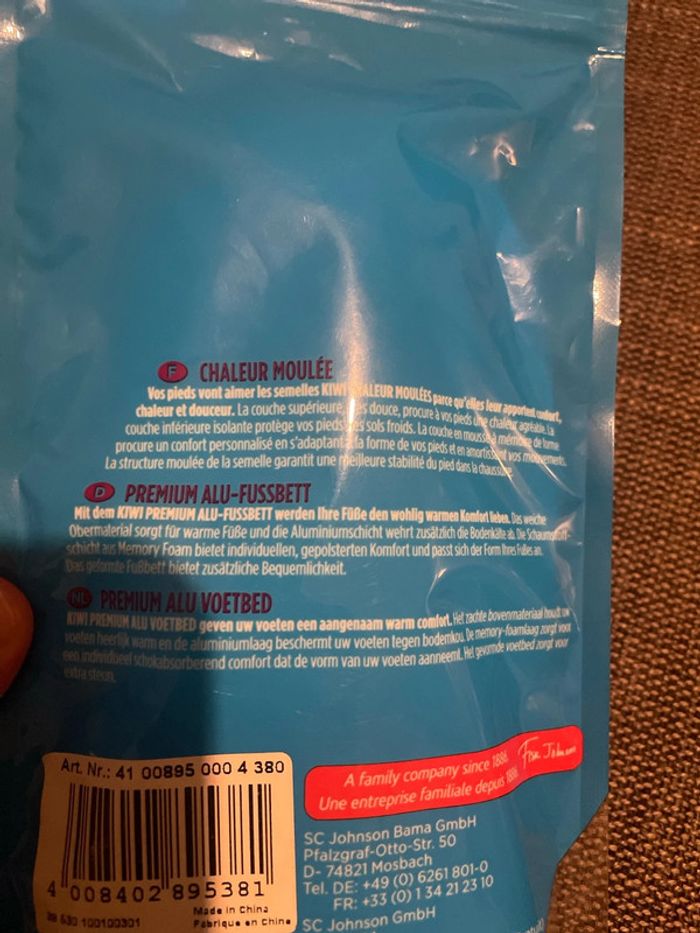 F CHALEUR MOULÉE
Vos pieds vont aimer les semelles KIWI CHALEUR MOULÉES parce qu'elles leur apportent confort,
chaleur et douceur. La couche supérieure, très douce, procure à vos pieds une chaleur agréable. La
couche inférieure isolante protège vos pieds des sols froids. La couche en mousse à mémoire de forme
procure un confort personnalisé en s'adaptant à la forme de vos pieds et en amortissant vos mouvements.
La structure moulée de la semelle garantit une meilleure stabilité du pied dans la chaussure.
D PREMIUM ALU-FUSSBETT
Mit dem KIWI PREMIUM ALU-FUSSBETT werden Ihre Füße den wohlig warmen Komfort lieben. Das weiche
Obermaterial sorgt für warme Füße und die Aluminiumschicht wehrt zusätzlich die Bodenkälte ab. Die Schaumstoff-
schicht aus Memory Foam bietet individuellen, gepolsterten Komfort und passt sich der Form Ihres Fußes an.
Das geformte Fußbett bietet zusätzliche Bequemlichkeit.
NL PREMIUM ALU VOETBED
KIWI PREMIUM ALU VOETBED geven uw voeten een aangenaam warm comfort. Het zachte bovenmateriaal houdt uw
voeten heerlijk warm en de aluminiumlaag beschermt uw voeten tegen bodemkou. De memory-foamlaag zorgt voor
een individueel schokabsorberend comfort dat de vorm van uw voeten aanneemt. Het gevormde voetbed zorgt voor
extra steun.
Art. Nr.: 41 00895 000 4 380
4 008402 895381
Made in China
Fabrique en Chine
A family company since 1886
Une entreprise familiale depuis 1886
SC Johnson Bama GmbH
Pfalzgraf-Otto-Str. 50
D- 74821 Mosbach
Tel. DE: +49 (0) 6261 801-0
FR: +33 (0) 1 34 21 23 10
SC Johnson GmbH